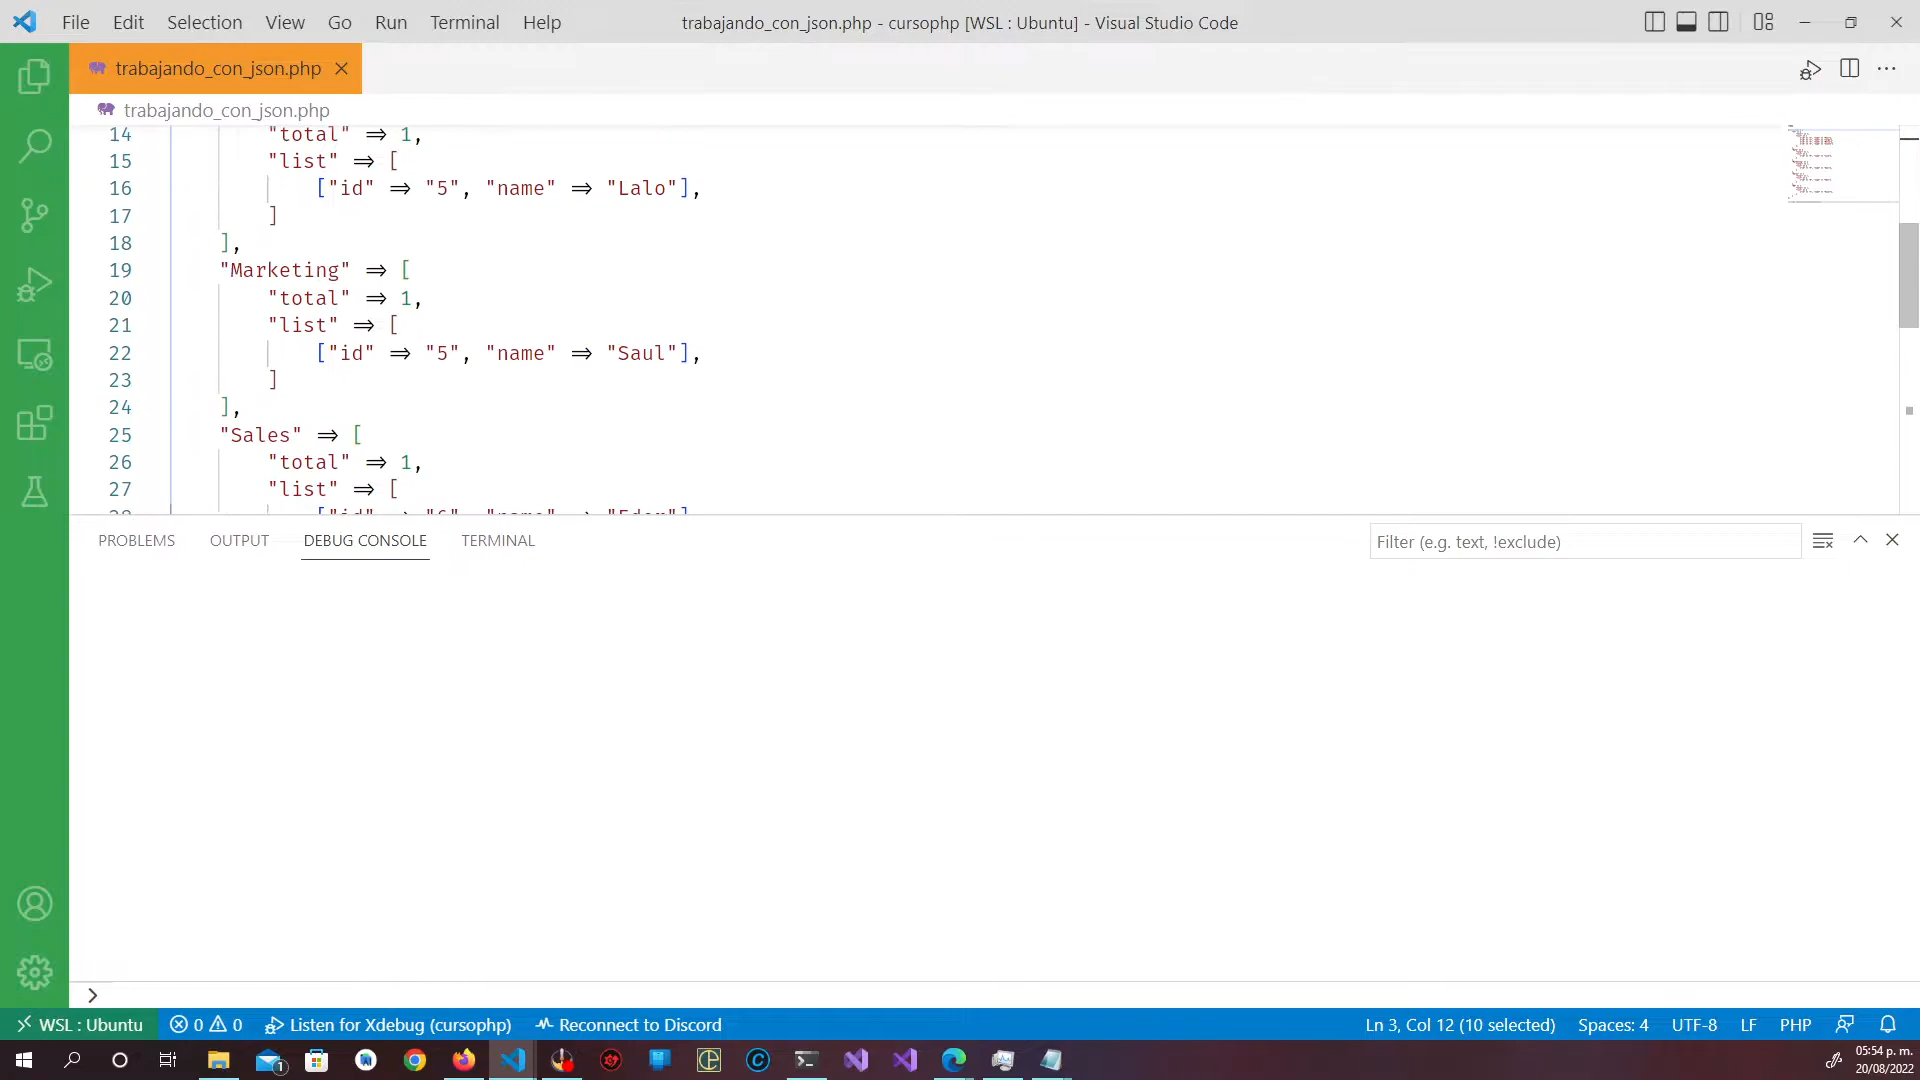 File Edit Selection View Go Run Terminal Help trabajando_con_json.php - cursophp [WSL : Ubuntu] - Visual Studio Code
trabajando_con_json.php
trabajando_con_json.php
14 "total" => 1,
15 "list" => [
16 ["id" => "5", "name" => "Lalo"],
17 ]
18 ],
19 "Marketing" => [
20 "total" => 1,
21 "list" => [
22 ["id" => "5", "name" => "Saul"],
23 ]
24 ],
25 "Sales" => [
26 "total" => 1,
27 "list" => [
PROBLEMS OUTPUT DEBUG CONSOLE TERMINAL Filter (e.g. text, !exclude)
WSL : Ubuntu 0 0 Listen for Xdebug (cursophp) Reconnect to Discord Ln 3, Col 12 (10 selected) Spaces: 4 UTF-8 LF PHP
1
05:54 p. m.
20/08/2022